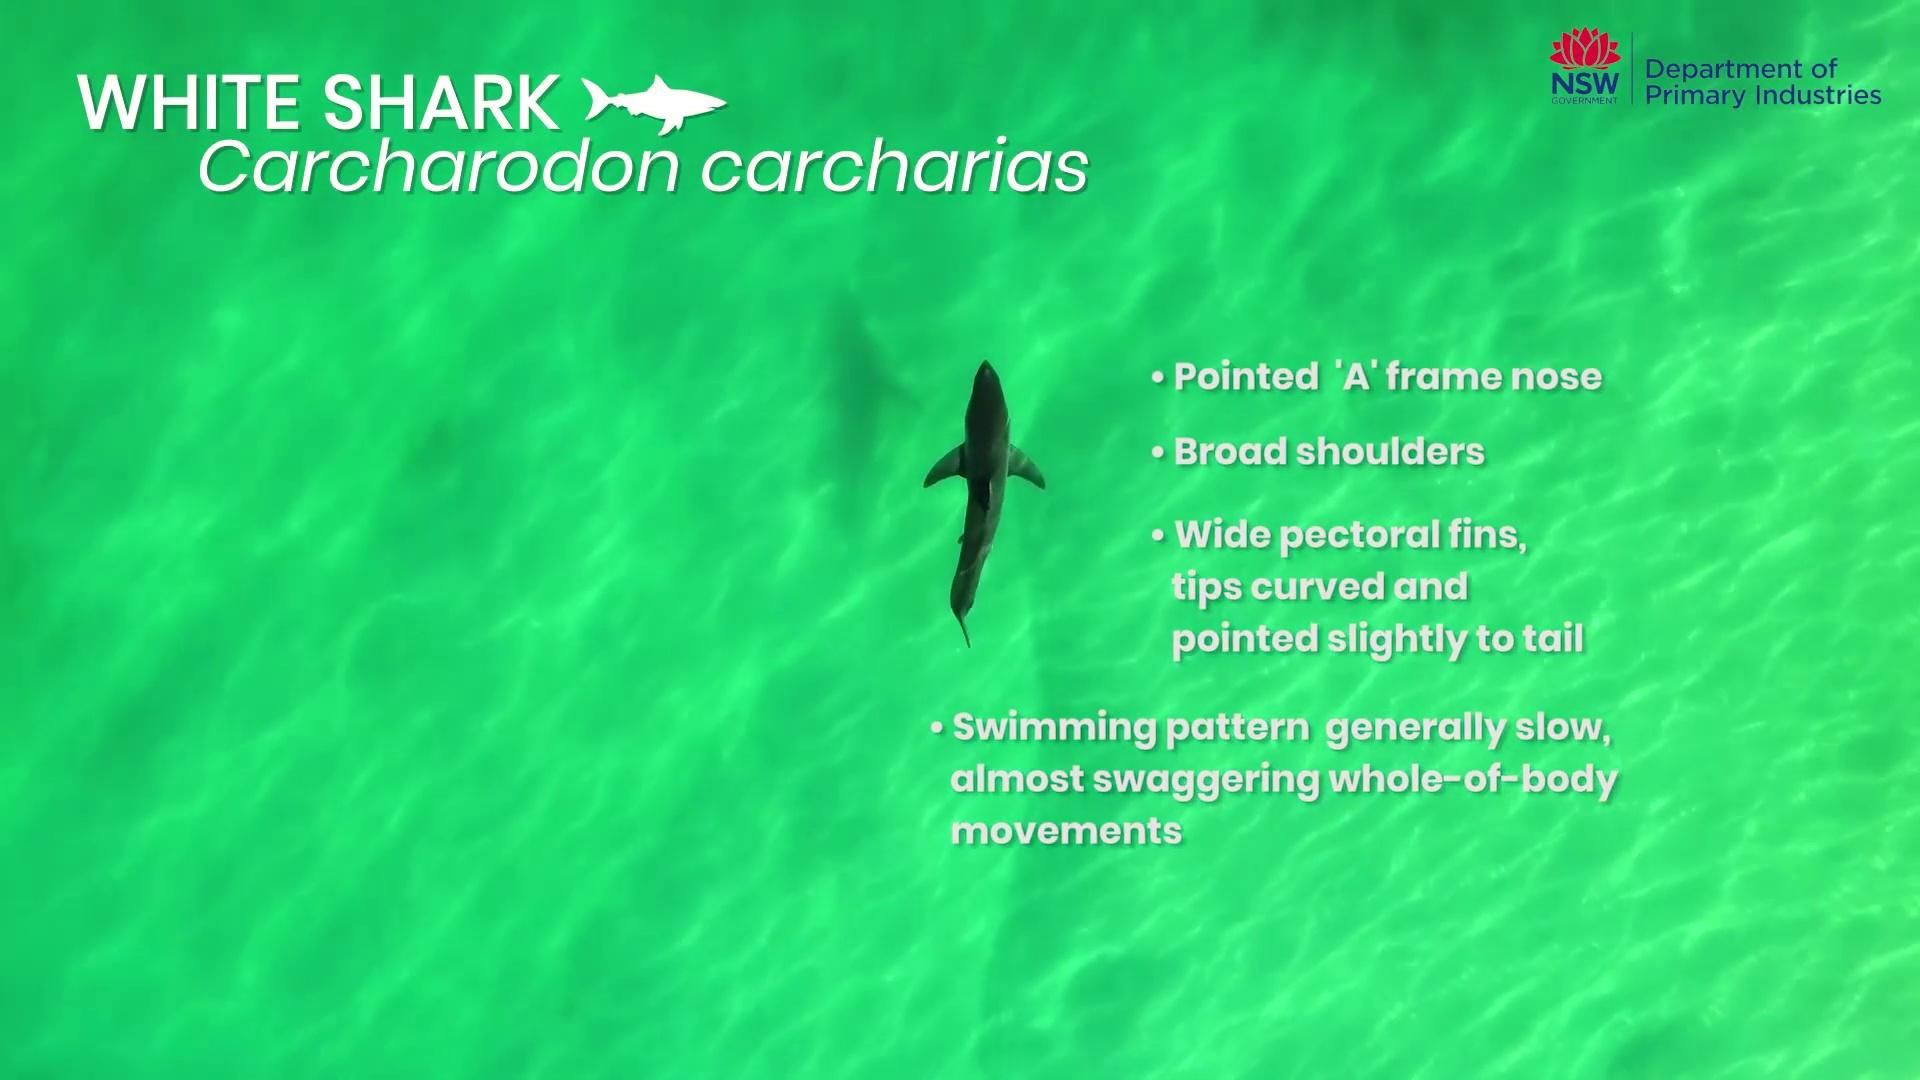 WHITE SHARK
Carcharodon carcharias
NSW
GOVERNMENT
Department of
Primary Industries
• Pointed 'A' frame nose
• Broad shoulders
• Wide pectoral fins,
tips curved and
pointed slightly to tail
• Swimming pattern generally slow,
almost swaggering whole-of-body
movements